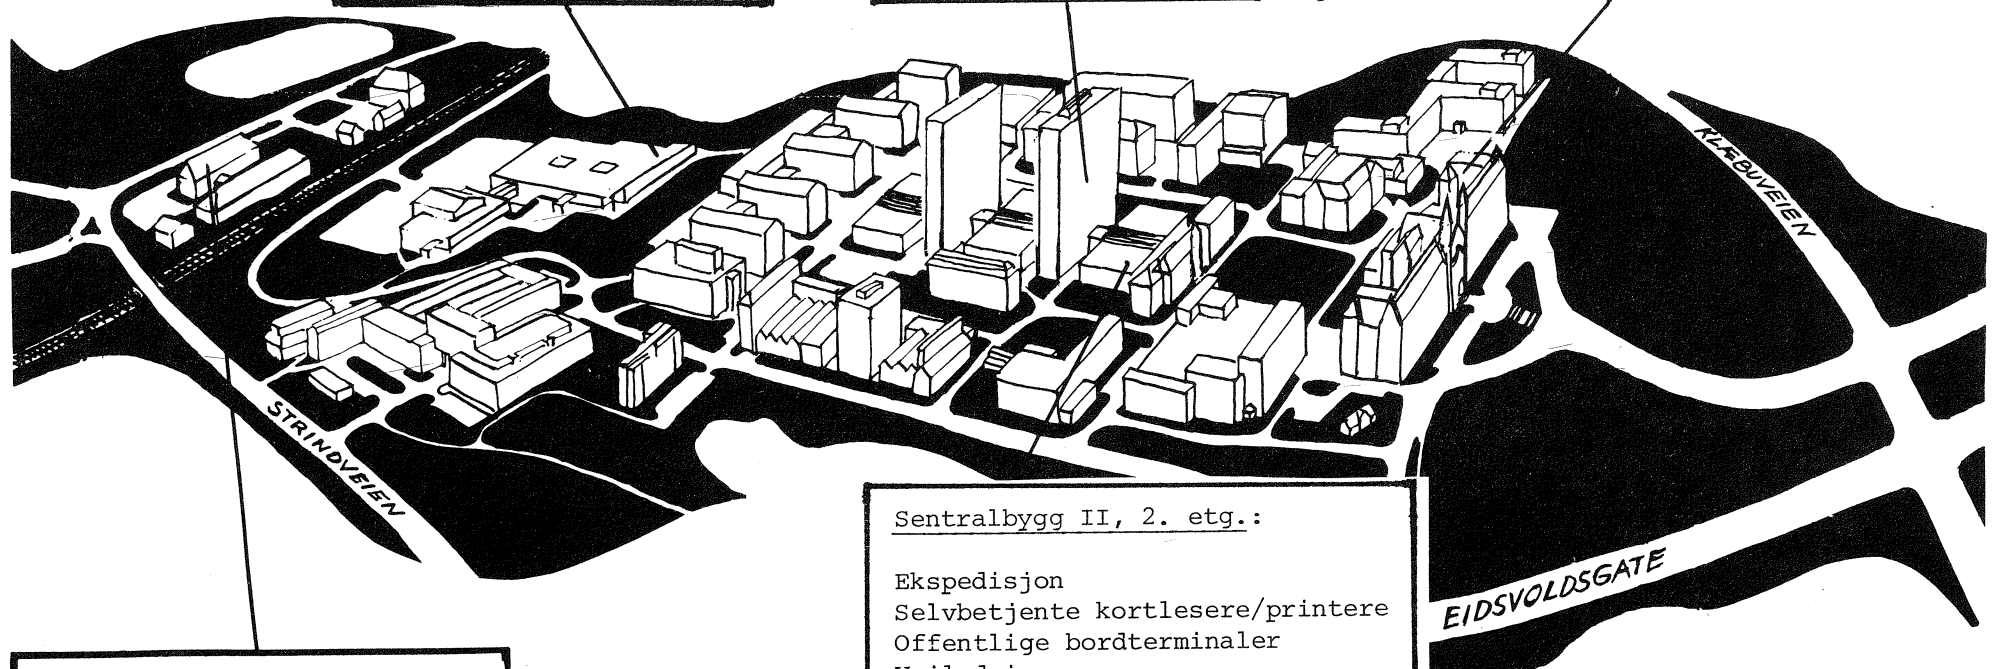 KLÆBUVEIEN
STRINDVEIEN
Sentralbygg II, 2. etg.:
Ekspedisjon
Selvbetjente kortlesere/printere
Offentlige bordterminaler
EIDSVOLDSGATE